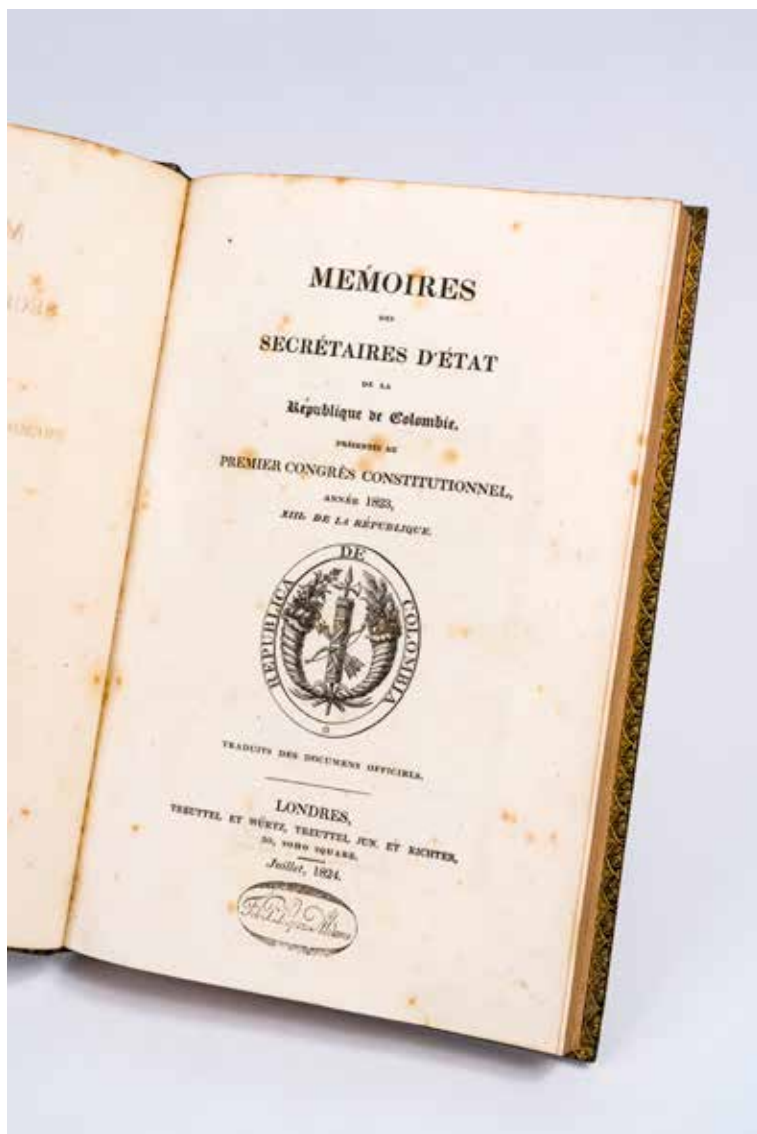 MEḾOIRES
DES
SECRÉTAIRES D'ÉTAT
DE LA
République de Colombie.
PRÉSENTÉS AU
PREMIER CONGRÈS CONSTITUTIONNEL,
ANNÉE 1823,
XIII. DE LA RÉPUBLIQUE.
REPUBLICA DE COLOMBIA
TRADUITS DES DOCUMENS OFFICIELS,
LONDRES,
TREUTTEL ET WÜRTZ, TREUTTEL, JUN. ET RICHTER,
30, SOHO SQUARE.
Juillet, 1824.